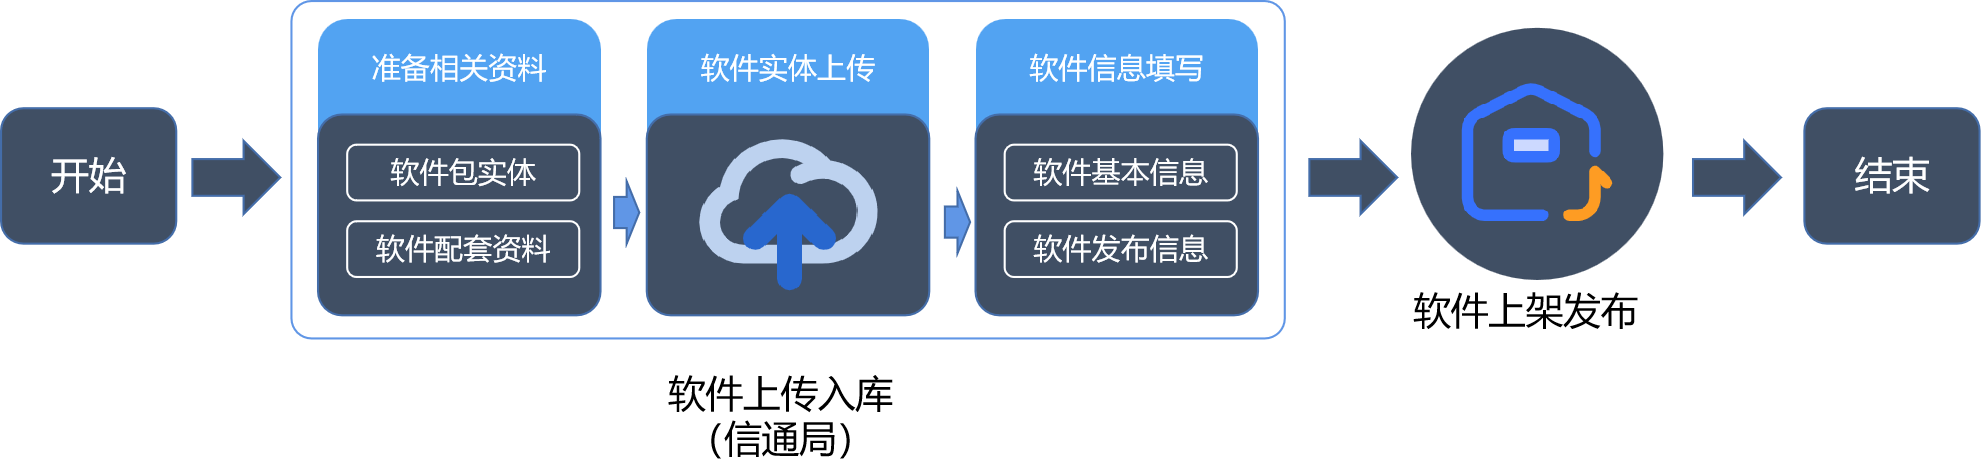 开始
准备相关资料
软件包实体
软件配套资料
软件实体上传
软件信息填写
软件基本信息
软件发布信息
软件上传入库
（信通局）
软件上架发布
结束